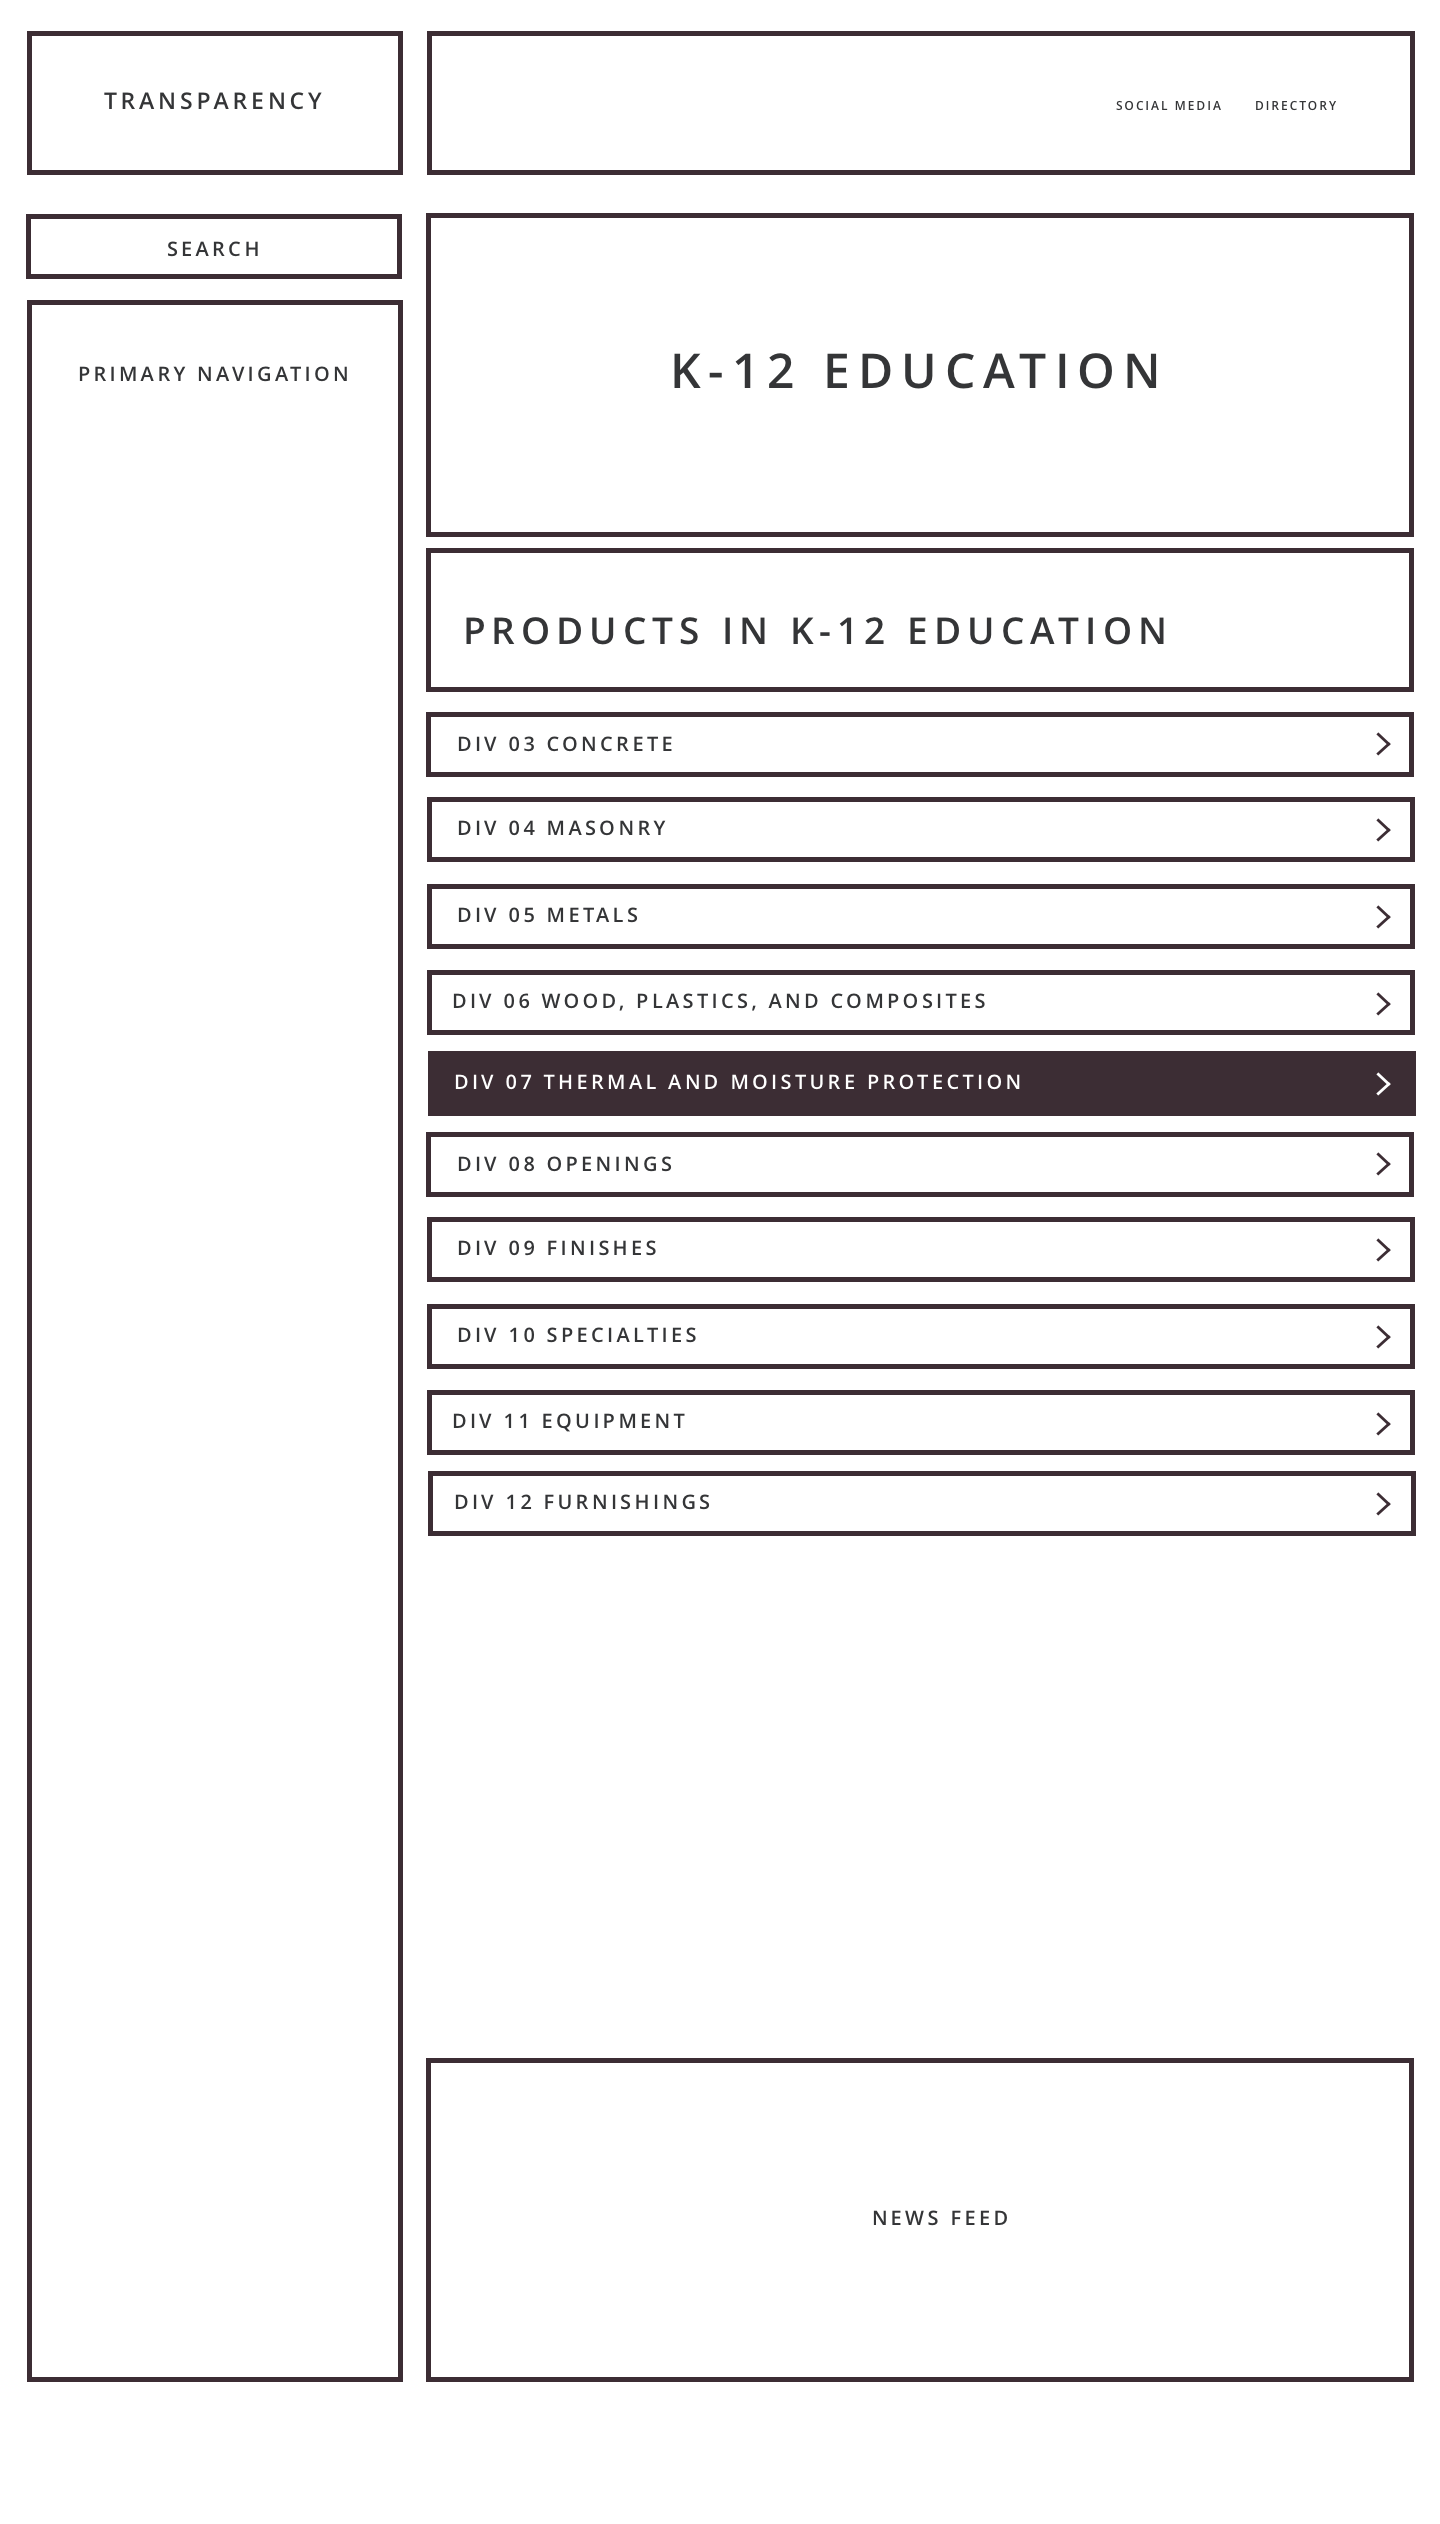 TRANSPARENCY
SOCIAL MEDIA DIRECTORY
SEARCH
PRIMARY NAVIGATION
K-12 EDUCATION
PRODUCTS IN K-12 EDUCATION
DIV 03 CONCRETE
DIV 04 MASONRY
DIV 05 METALS
DIV 06 WOOD, PLASTICS, AND COMPOSITES
DIV 07 THERMAL AND MOISTURE PROTECTION
DIV 08 OPENINGS
DIV 09 FINISHES
DIV 10 SPECIALTIES
DIV 11 EQUIPMENT
DIV 12 FURNISHINGS
NEWS FEED